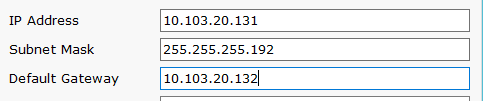 IP Address 10.103.20.131
Subnet Mask 255.255.255.192
Default Gateway 10.103.20.132